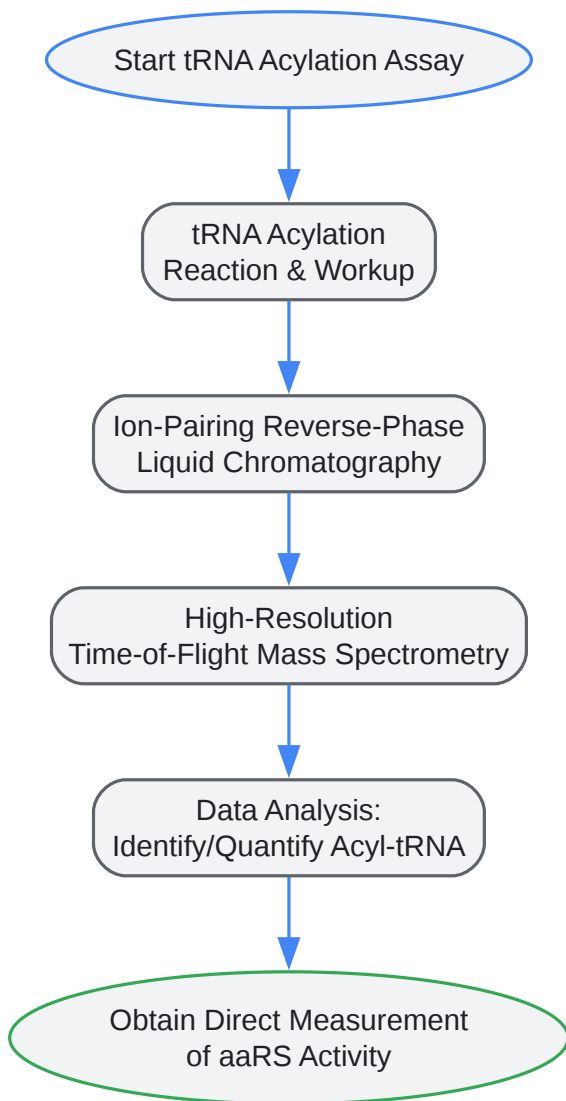 Start tRNA Acylation Assay
tRNA Acylation
Reaction & Workup
Ion-Pairing Reverse-Phase
Liquid Chromatography
High-Resolution
Time-of-Flight Mass Spectrometry
Data Analysis:
Identify/Quantify Acyl-tRNA
Obtain Direct Measurement
of aaRS Activity